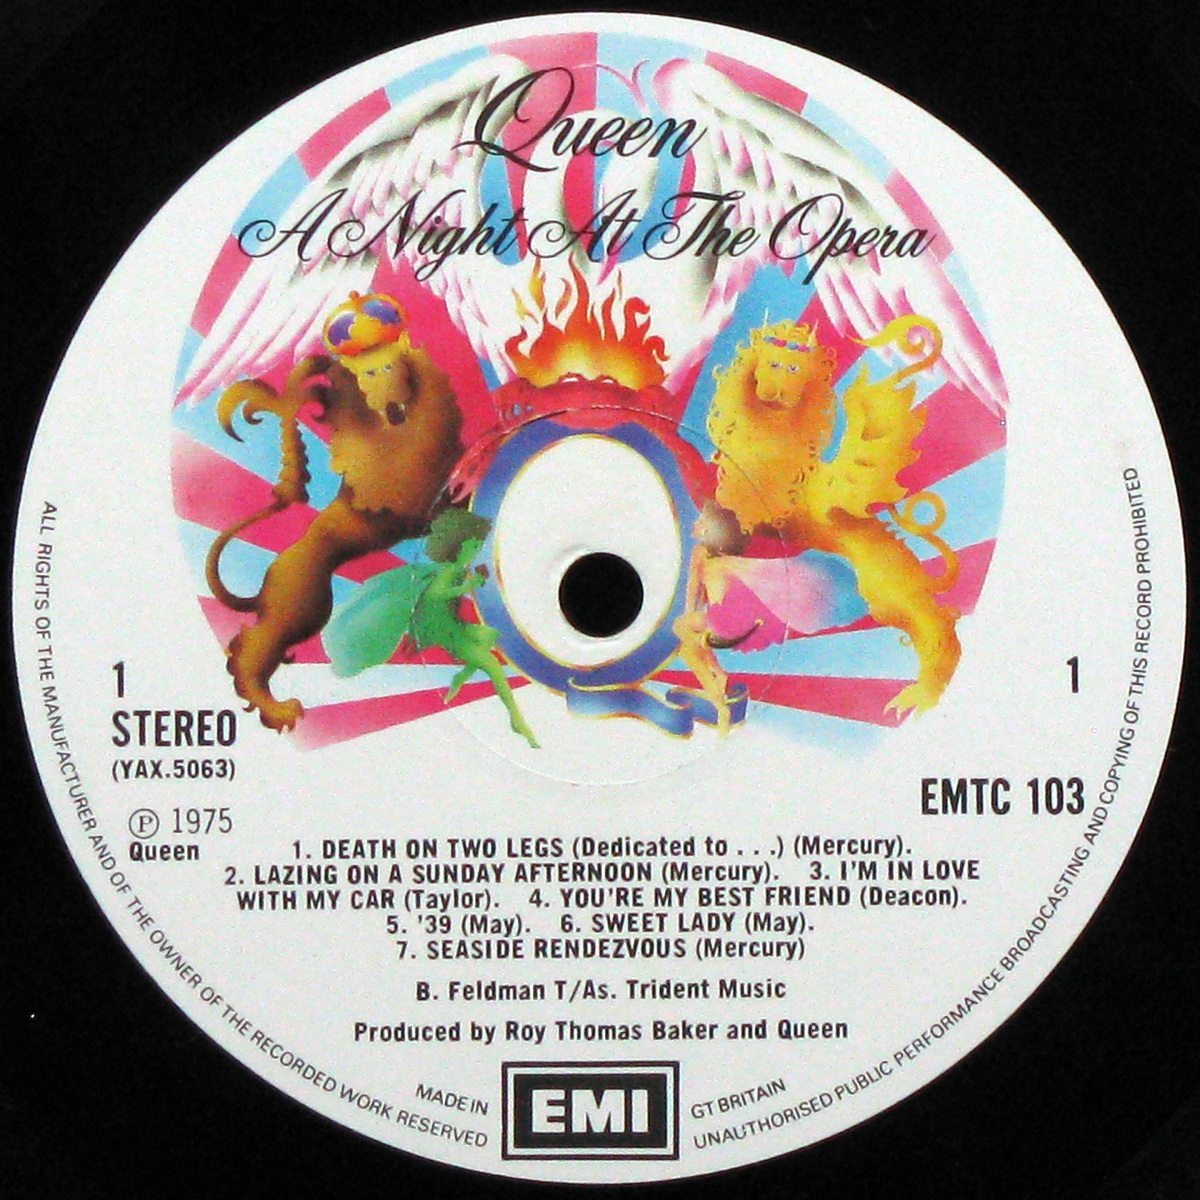 Queen
A Night At The Opera
1
STEREO
(YAX.5063)
Ⓟ 1975
Queen
1
EMTC 103
1. DEATH ON TWO LEGS (Dedicated to . . .) (Mercury).
2. LAZING ON A SUNDAY AFTERNOON (Mercury). 3. I'M IN LOVE
WITH MY CAR (Taylor). 4. YOU'RE MY BEST FRIEND (Deacon).
5. '39 (May). 6. SWEET LADY (May).
7. SEASIDE RENDEZVOUS (Mercury)
B. Feldman T/As. Trident Music
Produced by Roy Thomas Baker and Queen
MADE IN
EMI
GT BRITAIN
ALL RIGHTS OF THE MANUFACTURER AND OF THE OWNER OF THE RECORDED WORK RESERVED
UNAUTHORISED PUBLIC PERFORMANCE BROADCASTING AND COPYING OF THIS RECORD PROHIBITED